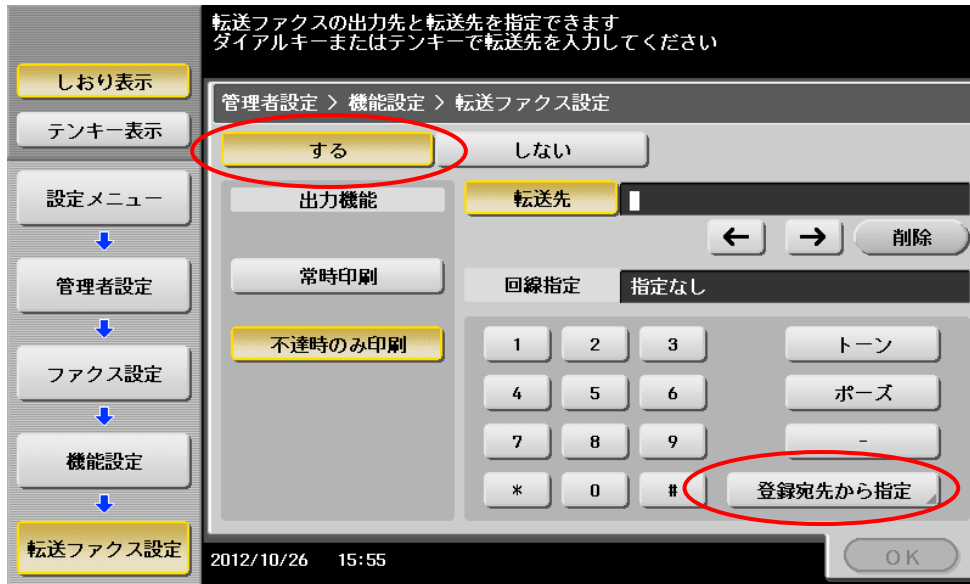 転送ファクスの出力先と転送先を指定できます
ダイアルキーまたはテンキーで転送先を入力してください
しおり表示
テンキー表示
設定メニュー
管理者設定
ファクス設定
機能設定
転送ファクス設定
管理者設定 > 機能設定 > 転送ファクス設定
する
しない
出力機能
常時印刷
不達時のみ印刷
転送先
← → 削除
回線指定 指定なし
1 2 3 トーン
4 5 6 ポーズ
7 8 9 -
* 0 # 登録宛先から指定
2012/10/26 15:55
OK